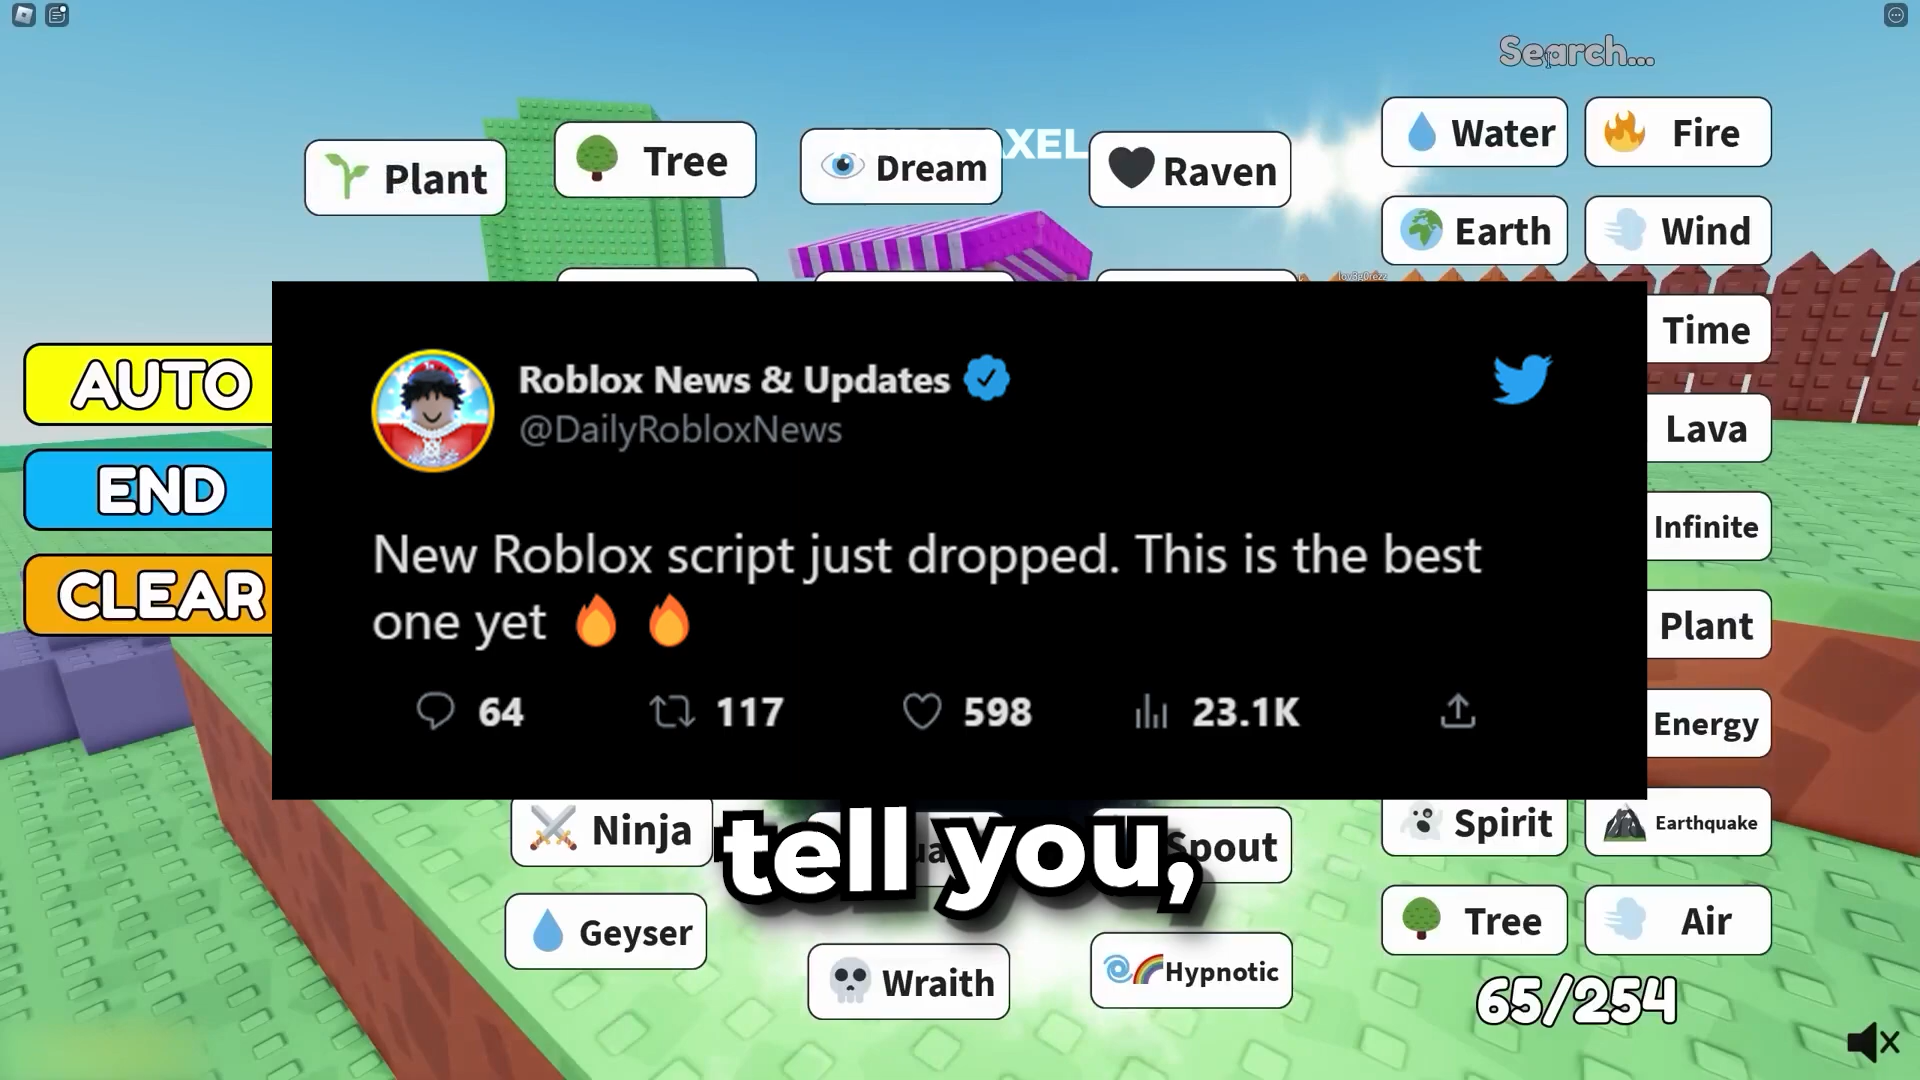 Search...
AXEL
Plant
Tree
Dream
Raven
Water
Fire
Earth
Wind
Time
AUTO
Roblox News & Updates
@DailyRobloxNews
Lava
END
New Roblox script just dropped. This is the best
one yet 🔥 🔥
Infinite
CLEAR
Plant
64
117
598
23.1K
Energy
Ninja
tell you,
Spout
Spirit
Earthquake
Geyser
Tree
Air
Wraith
Hypnotic
65/254